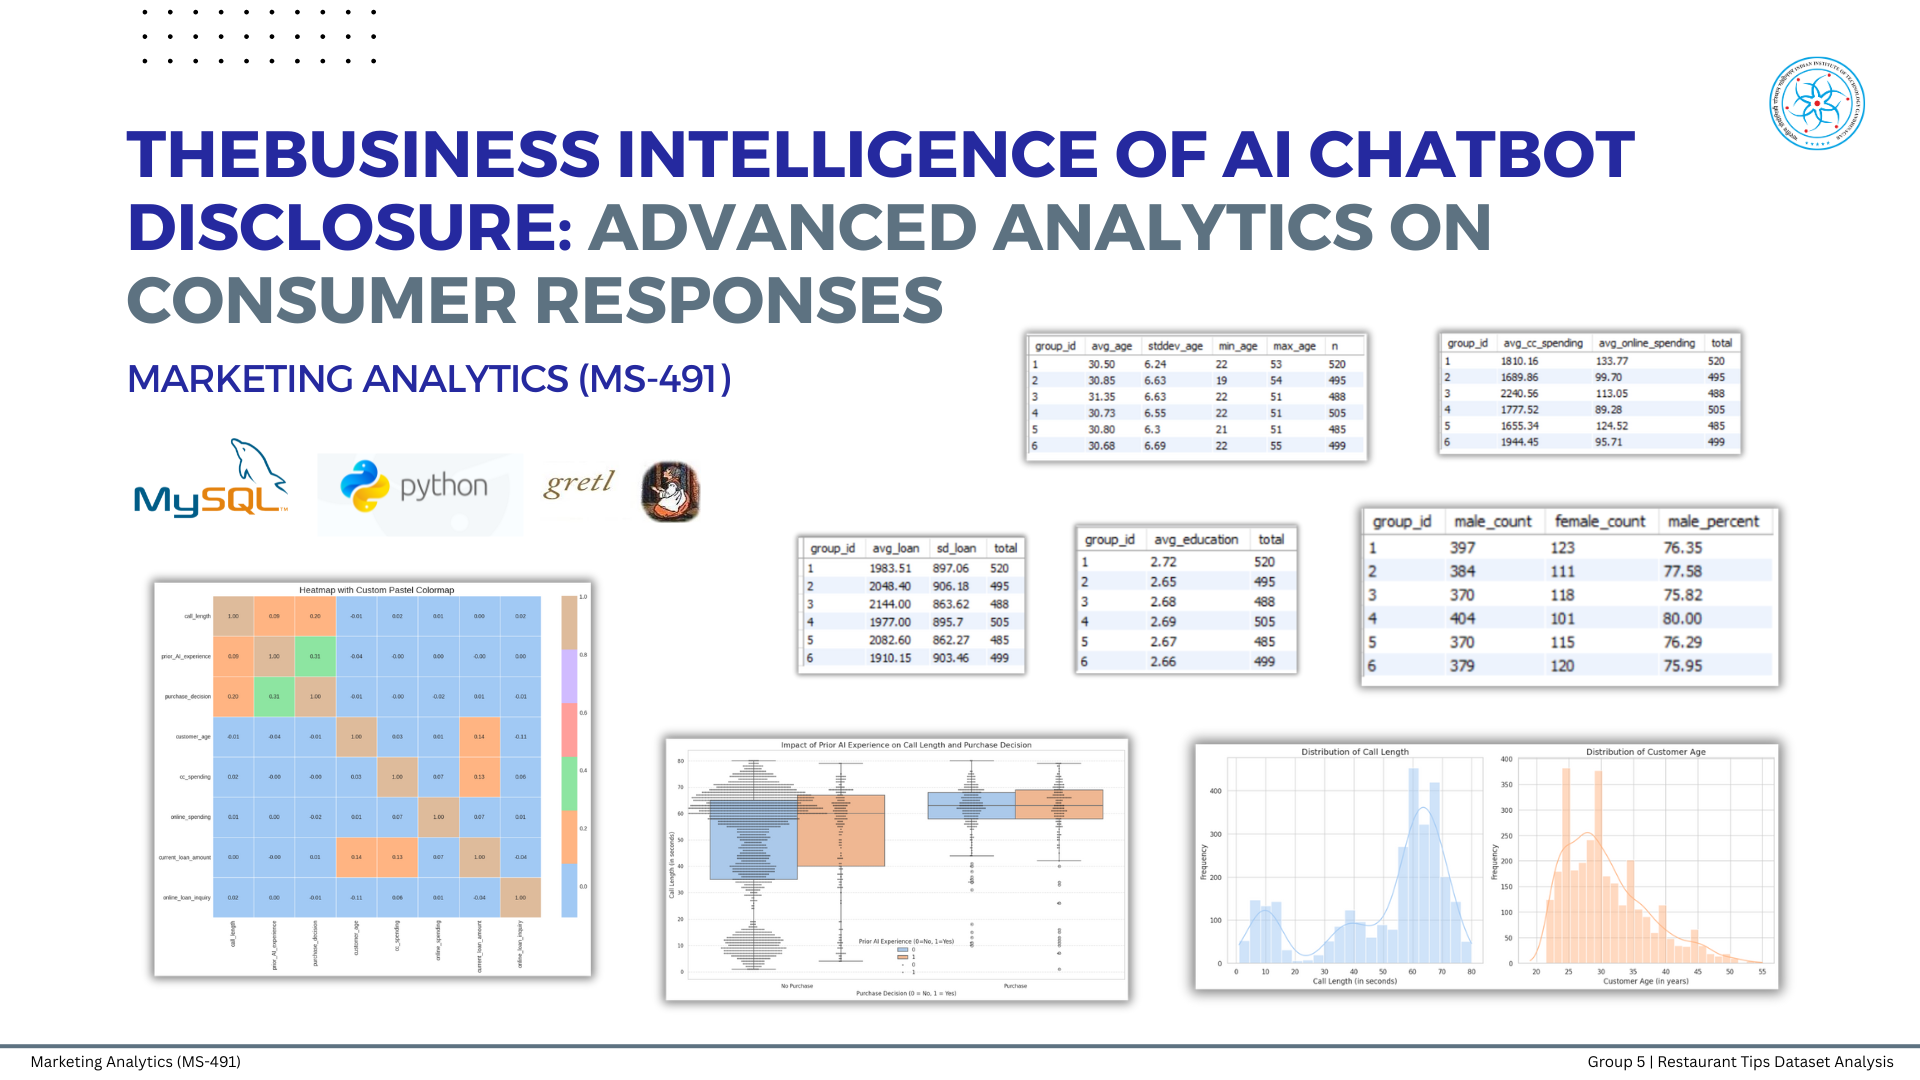 THEBUSINESS INTELLIGENCE OF AI CHATBOT
DISCLOSURE: ADVANCED ANALYTICS ON
CONSUMER RESPONSES
MARKETING ANALYTICS (MS-491)
MySQL
python
gretl
group_id avg_age stddev_age min_age max_age n
1 30.50 6.24 22 53 520
2 30.85 6.63 19 54 495
3 31.35 6.63 22 51 488
4 30.73 6.55 22 51 505
5 30.80 6.3 21 51 485
6 30.68 6.69 22 55 499
group_id avg_cc_spending avg_online_spending total
1 1810.16 133.77 520
2 1689.86 99.70 495
3 2240.56 113.05 488
4 1777.52 89.28 505
5 1655.34 124.52 485
6 1944.45 95.71 499
group_id avg_loan sd_loan total
1 1983.51 897.06 520
2 2048.40 906.18 495
3 2144.00 863.62 488
4 1977.00 895.7 505
5 2082.60 862.27 485
6 1910.15 903.46 499
group_id avg_education total
1 2.72 520
2 2.65 495
3 2.68 488
4 2.69 505
5 2.67 485
6 2.66 499
group_id male_count female_count male_percent
1 397 123 76.35
2 384 111 77.58
3 370 118 75.82
4 404 101 80.00
5 370 115 76.29
6 379 120 75.95
Heatmap with Custom Pastel Colormap
call_length 1.00 0.09 0.20 -0.01 0.02 0.01 0.00 0.02
prior_AI_experience 0.09 1.00 0.31 -0.04 -0.00 0.00 -0.00 0.00
purchase_decision 0.20 0.31 1.00 -0.01 -0.00 -0.02 0.01 -0.01
customer_age -0.01 -0.04 -0.01 1.00 0.03 0.01 0.14 -0.11
cc_spending 0.02 -0.00 -0.00 0.03 1.00 0.07 0.13 0.06
online_spending 0.01 0.00 -0.02 0.01 0.07 1.00 0.07 0.01
current_loan_amount 0.00 -0.00 0.01 0.14 0.13 0.07 1.00 -0.04
online_loan_inquiry 0.02 0.00 -0.01 -0.11 0.06 0.01 -0.04 1.00
call_length prior_AI_experience purchase_decision customer_age cc_spending online_spending current_loan_amount online_loan_inquiry
1.0
0.8
0.6
0.4
0.2
0.0
Impact of Prior AI Experience on Call Length and Purchase Decision
Call Length (in seconds)
80
70
60
50
40
30
20
10
0
Prior AI Experience (0=No, 1=Yes)
0
1
0
1
No Purchase Purchase
Purchase Decision (0 = No, 1 = Yes)
Distribution of Call Length
Frequency
400
300
200
100
0
0 10 20 30 40 50 60 70 80
Call Length (in seconds)
Distribution of Customer Age
Frequency
400
350
300
250
200
150
100
50
0
20 25 30 35 40 45 50 55
Customer Age (in years)
Marketing Analytics (MS-491)
Group 5 | Restaurant Tips Dataset Analysis